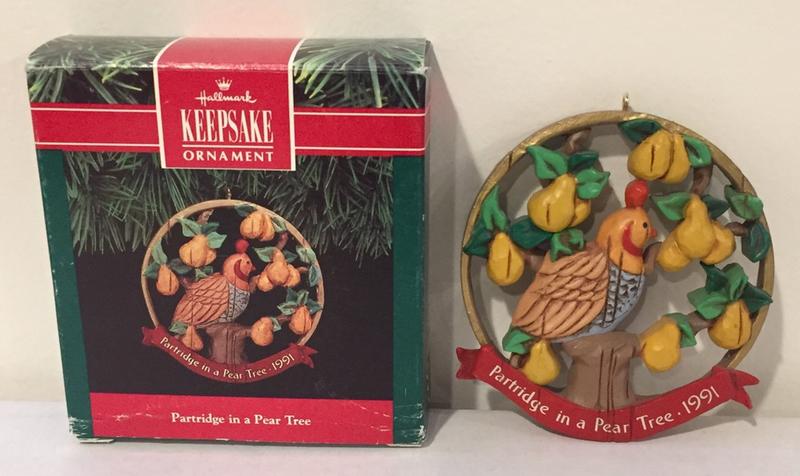 Hallmark
KEEPSAKE
ORNAMENT
Partridge in a Pear Tree · 1991
Partridge in a Pear Tree
Partridge in a Pear Tree · 1991